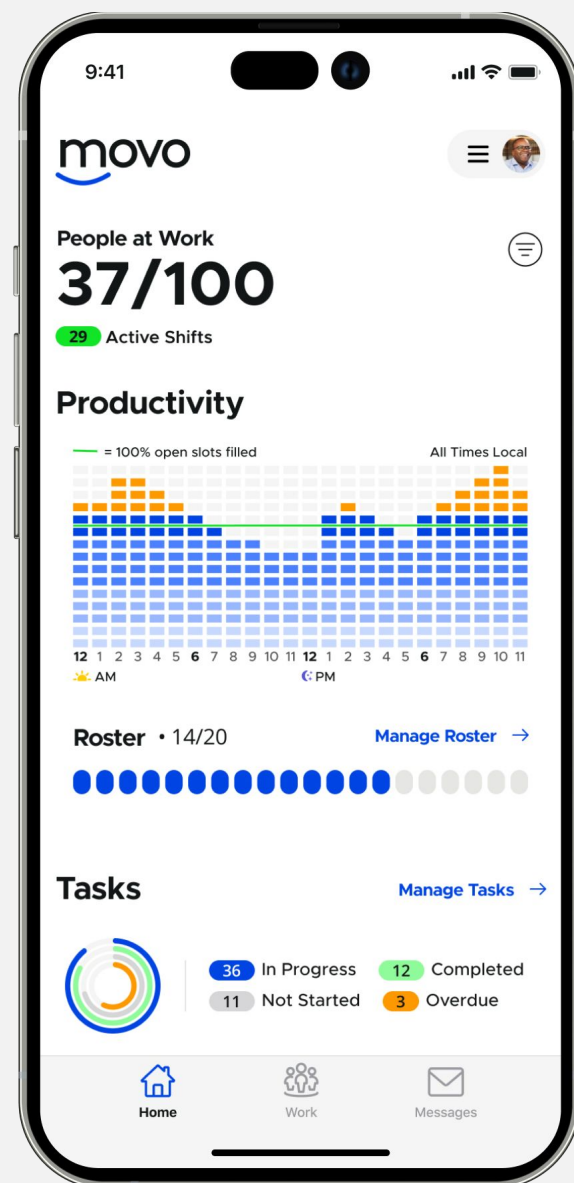 9:41
movo
People at Work
37/100
29 Active Shifts
Productivity
= 100% open slots filled All Times Local
12 1 2 3 4 5 6 7 8 9 10 11 12 1 2 3 4 5 6 7 8 9 10 11
AM PM
Roster • 14/20 Manage Roster →
Tasks Manage Tasks →
36 In Progress 12 Completed
11 Not Started 3 Overdue
Home Work Messages